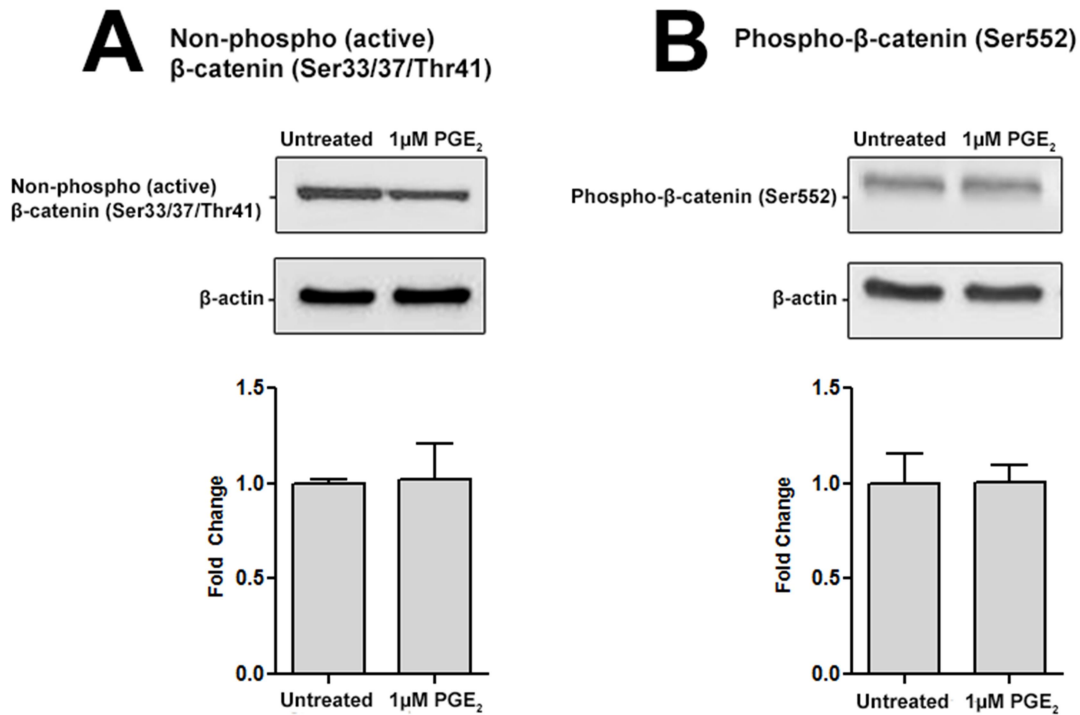 A
Non-phospho (active)
β-catenin (Ser33/37/Thr41)
Untreated 1µM PGE2
Non-phospho (active)
β-catenin (Ser33/37/Thr41)
β-actin
1.5
1.0
0.5
0.0
Fold Change
Untreated 1µM PGE2
B
Phospho-β-catenin (Ser552)
Untreated 1µM PGE2
Phospho-β-catenin (Ser552)
β-actin
1.5
1.0
0.5
0.0
Fold Change
Untreated 1µM PGE2